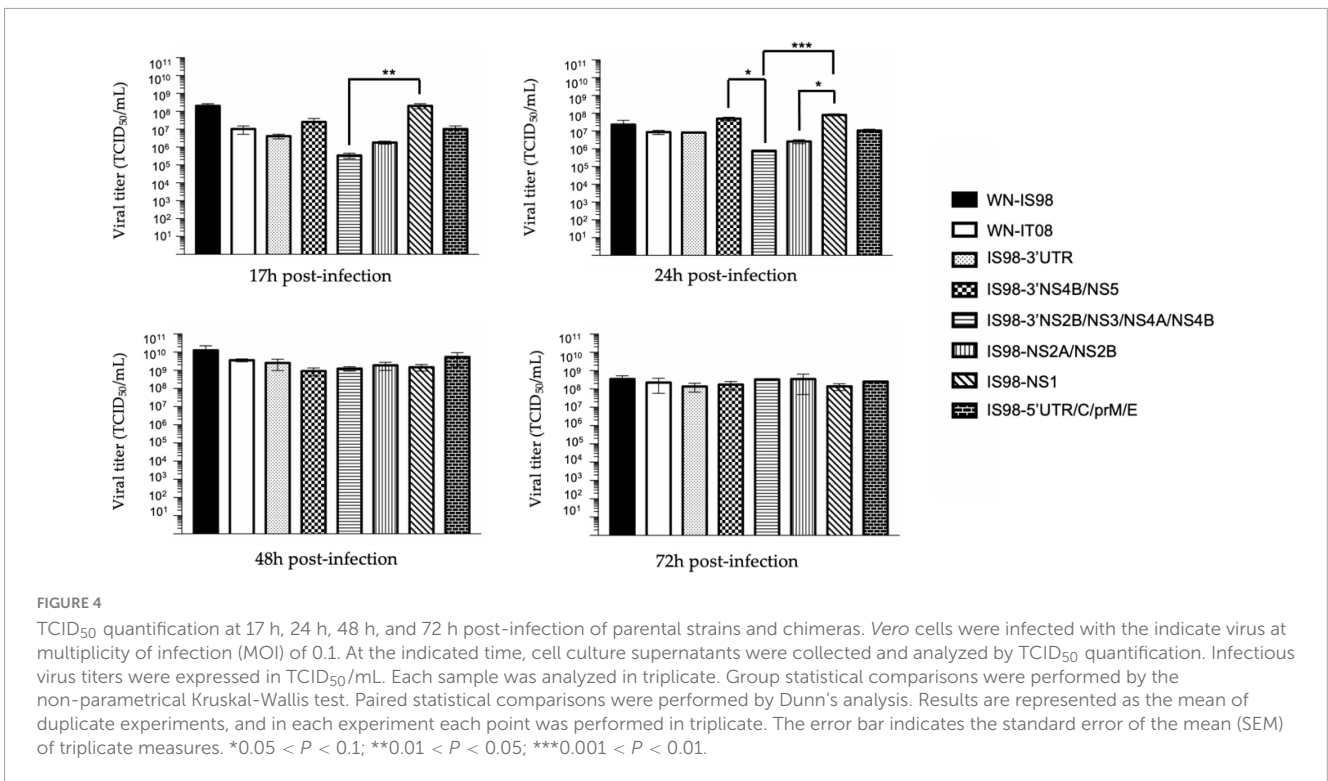 10¹¹
10¹⁰
10⁹
10⁸
10⁷
10⁶
10⁵
10⁴
10³
10²
10¹
Viral titer (TCID₅₀/mL)
**
17h post-infection
10¹¹
10¹⁰
10⁹
10⁸
10⁷
10⁶
10⁵
10⁴
10³
10²
10¹
Viral titer (TCID₅₀/mL)
***
*
*
24h post-infection
10¹¹
10¹⁰
10⁹
10⁸
10⁷
10⁶
10⁵
10⁴
10³
10²
10¹
Viral titer (TCID₅₀/mL)
48h post-infection
10¹¹
10¹⁰
10⁹
10⁸
10⁷
10⁶
10⁵
10⁴
10³
10²
10¹
Viral titer (TCID₅₀/mL)
72h post-infection
WN-IS98
WN-IT08
IS98-3'UTR
IS98-3'NS4B/NS5
IS98-3'NS2B/NS3/NS4A/NS4B
IS98-NS2A/NS2B
IS98-NS1
IS98-5'UTR/C/prM/E
FIGURE 4
TCID₅₀ quantification at 17 h, 24 h, 48 h, and 72 h post-infection of parental strains and chimeras. Vero cells were infected with the indicate virus at
multiplicity of infection (MOI) of 0.1. At the indicated time, cell culture supernatants were collected and analyzed by TCID₅₀ quantification. Infectious
virus titers were expressed in TCID₅₀/mL. Each sample was analyzed in triplicate. Group statistical comparisons were performed by the
non-parametrical Kruskal-Wallis test. Paired statistical comparisons were performed by Dunn's analysis. Results are represented as the mean of
duplicate experiments, and in each experiment each point was performed in triplicate. The error bar indicates the standard error of the mean (SEM)
of triplicate measures. *0.05 < P < 0.1; **0.01 < P < 0.05; ***0.001 < P < 0.01.